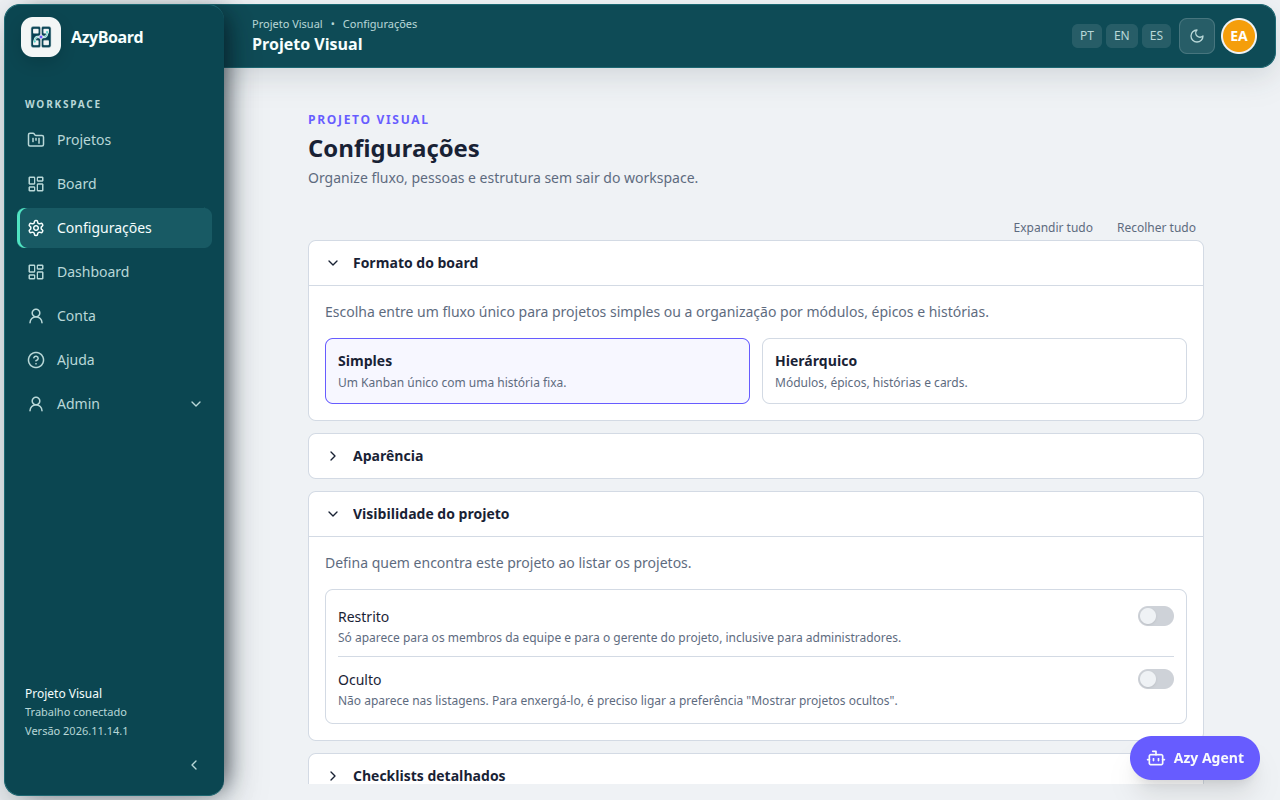 AzyBoard
Projeto Visual • Configurações
Projeto Visual
PT EN ES
EA
WORKSPACE
Projetos
Board
Configurações
Dashboard
Conta
Ajuda
Admin
Projeto Visual
Trabalho conectado
Versão 2026.11.14.1
PROJETO VISUAL
Configurações
Organize fluxo, pessoas e estrutura sem sair do workspace.
Expandir tudo Recolher tudo
Formato do board
Escolha entre um fluxo único para projetos simples ou a organização por módulos, épicos e histórias.
Simples
Um Kanban único com uma história fixa.
Hierárquico
Módulos, épicos, histórias e cards.
Aparência
Visibilidade do projeto
Defina quem encontra este projeto ao listar os projetos.
Restrito
Só aparece para os membros da equipe e para o gerente do projeto, inclusive para administradores.
Oculto
Não aparece nas listagens. Para enxergá-lo, é preciso ligar a preferência "Mostrar projetos ocultos".
Checklists detalhados
Azy Agent